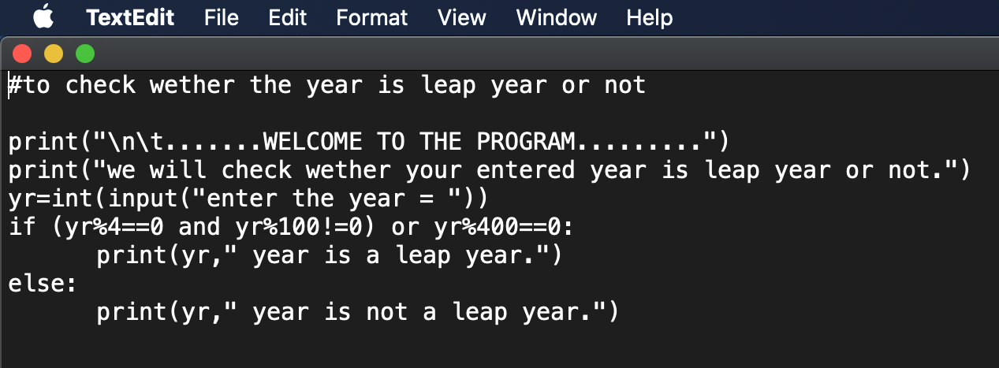 TextEdit File Edit Format View Window Help
#to check wether the year is leap year or not
print("\n\t.......WELCOME TO THE PROGRAM.........")
print("we will check wether your entered year is leap year or not.")
yr=int(input("enter the year = "))
if (yr%4==0 and yr%100!=0) or yr%400==0:
      print(yr," year is a leap year.")
else:
      print(yr," year is not a leap year.")